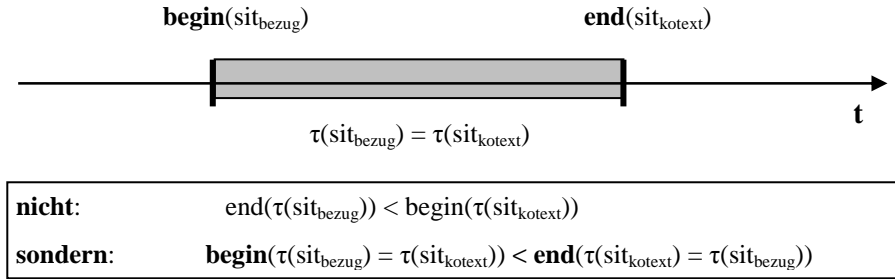 begin(sit_bezug) end(sit_kotext)
t
τ(sit_bezug) = τ(sit_kotext)
nicht: end(τ(sit_bezug)) < begin(τ(sit_kotext))
sondern: begin(τ(sit_bezug) = τ(sit_kotext)) < end(τ(sit_kotext) = τ(sit_bezug))